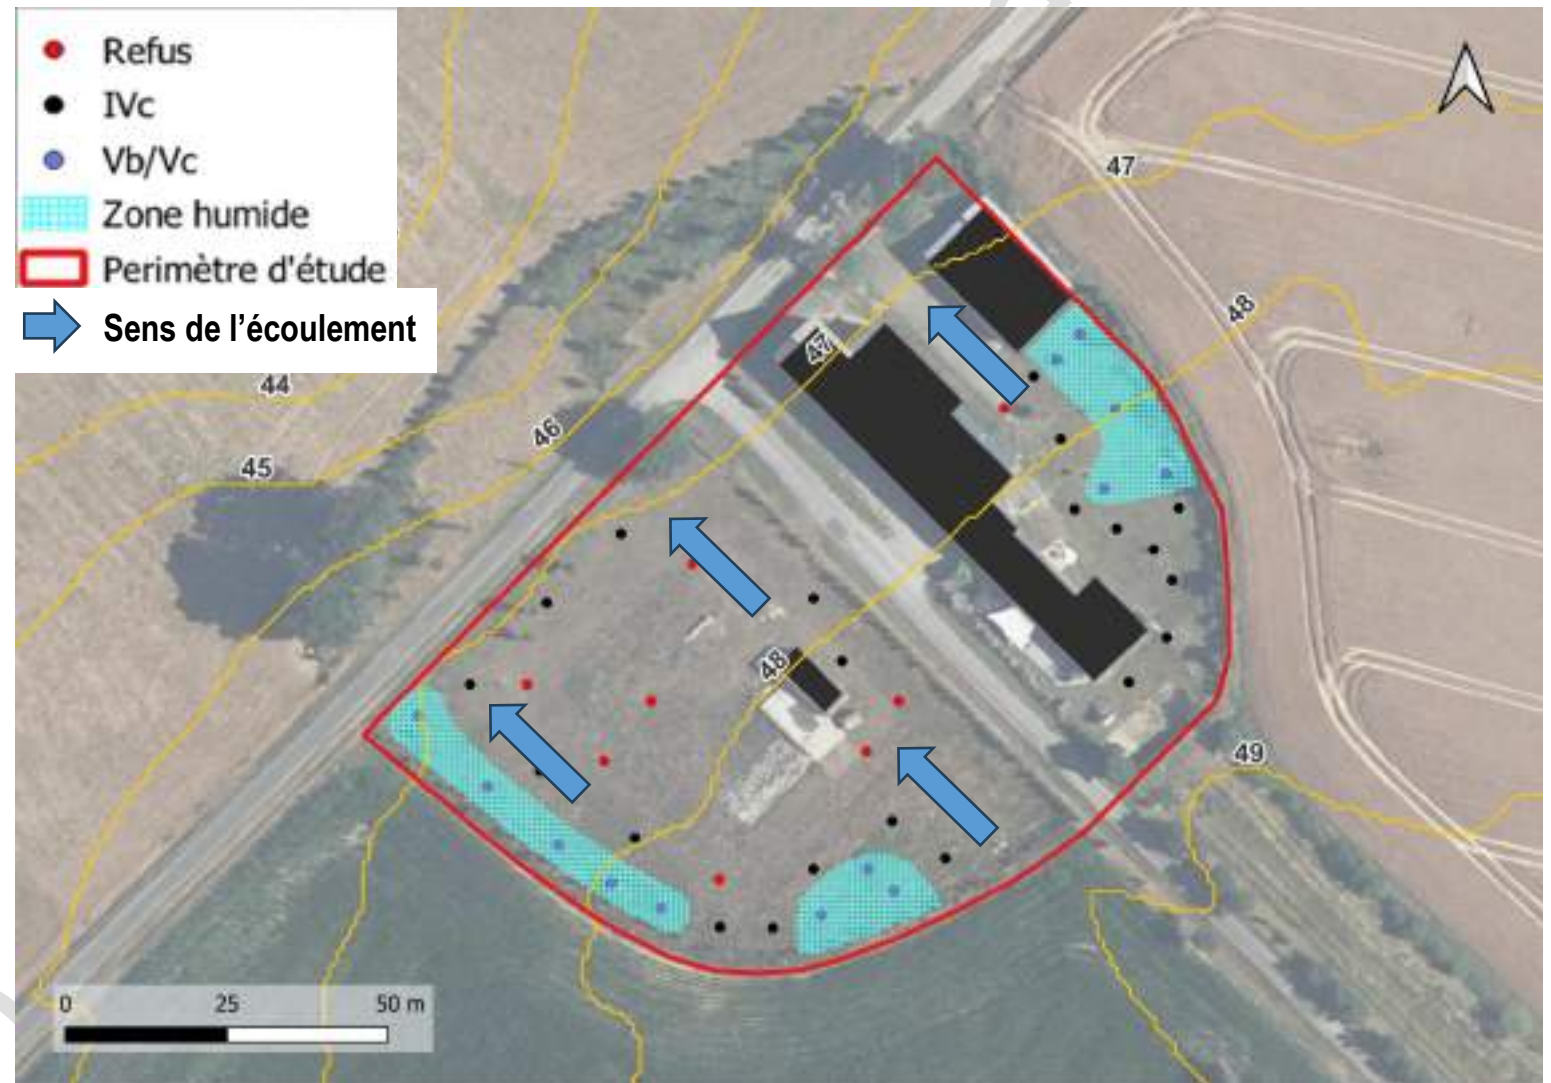 Refus
IVc
Vb/Vc
Zone humide
Perimètre d'étude
Sens de l'écoulement
47
48
47
44
46
45
48
49
0 25 50 m